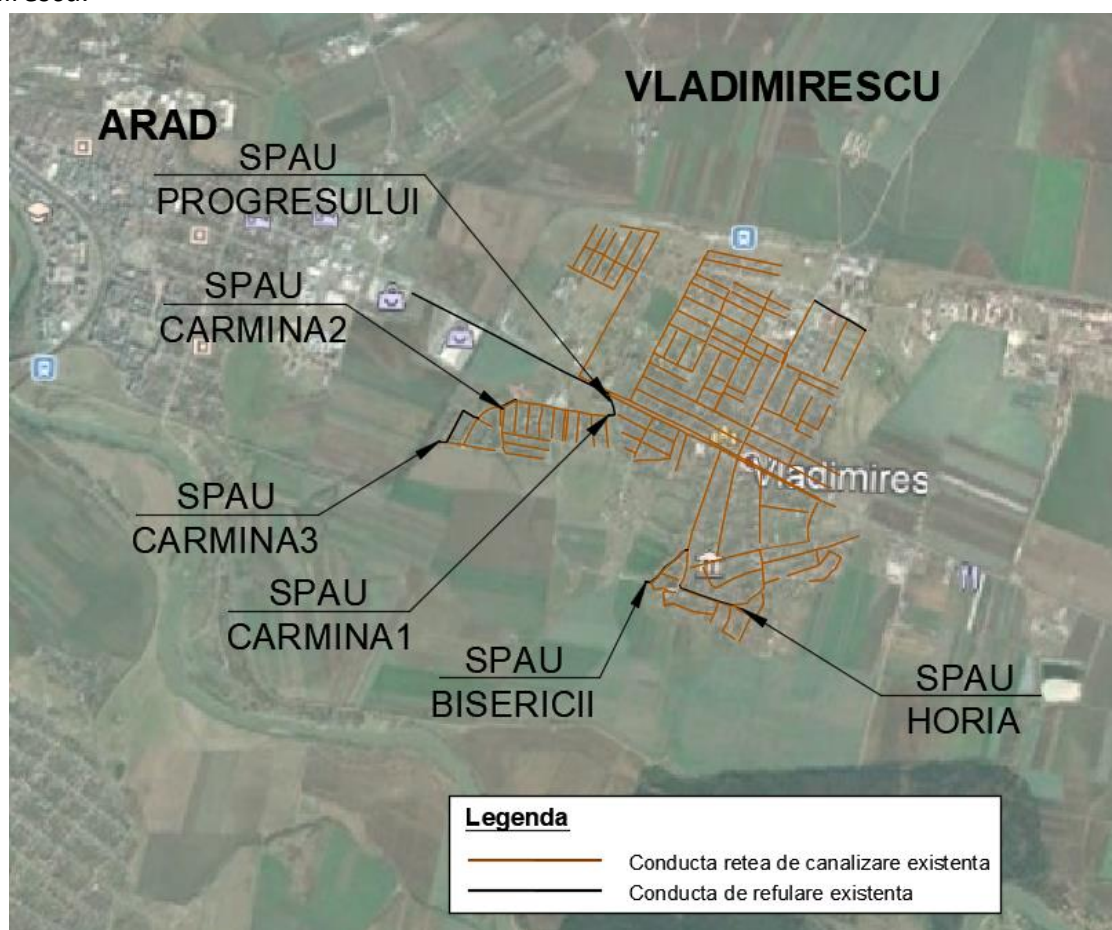 VLADIMIRESCU
ARAD
SPAU
PROGRESULUI
SPAU
CARMINA2
Vladimires
SPAU
CARMINA3
SPAU
CARMINA1
SPAU
BISERICII
SPAU
HORIA
Legenda
Conducta retea de canalizare existenta
Conducta de refulare existenta